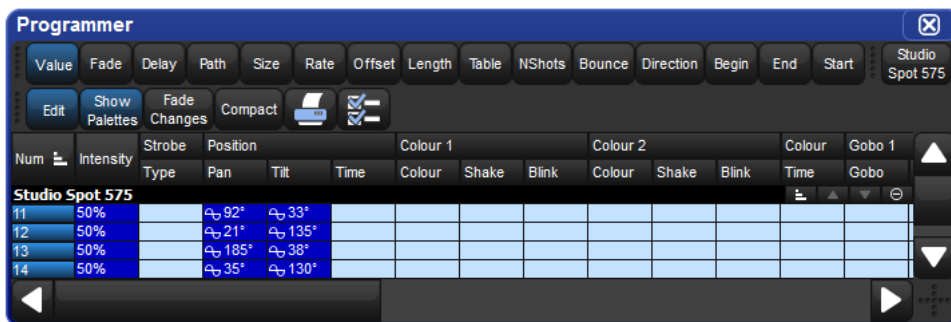 Programmer
Value Fade Delay Path Size Rate Offset Length Table NShots Bounce Direction Begin End Start Studio Spot 575
Edit Show Palettes Fade Changes Compact
Num Intensity Strobe Position Colour 1 Colour 2 Colour Gobo 1
Type Pan Tilt Time Colour Shake Blink Colour Shake Blink Time Gobo
Studio Spot 575
11 50% 92° 33°
12 50% 21° 135°
13 50% 185° 38°
14 50% 35° 130°